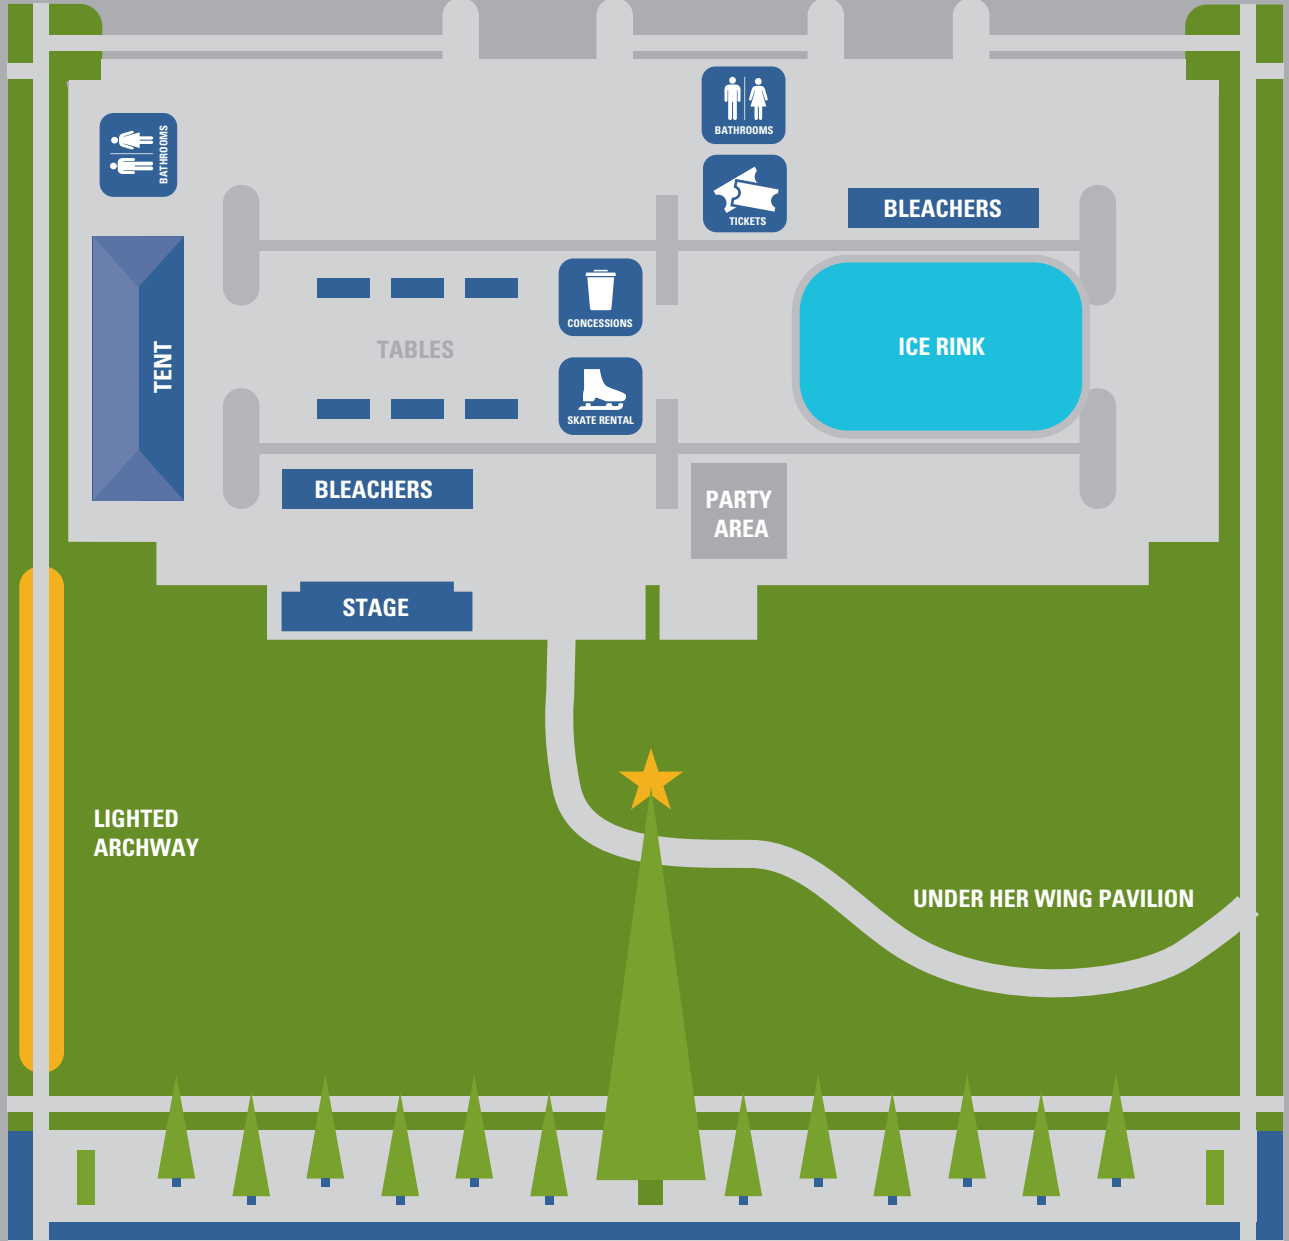 BATHROOMS
BATHROOMS
TICKETS
BLEACHERS
CONCESSIONS
TABLES
ICE RINK
TENT
SKATE RENTAL
BLEACHERS
PARTY
AREA
STAGE
LIGHTED
ARCHWAY
UNDER HER WING PAVILION